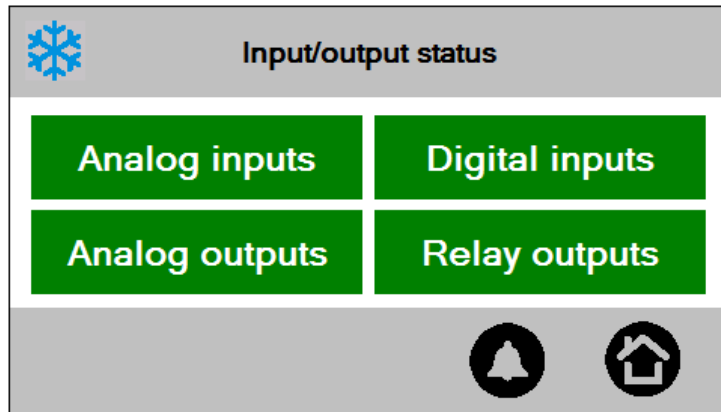 Input/output status
Analog inputs
Digital inputs
Analog outputs
Relay outputs